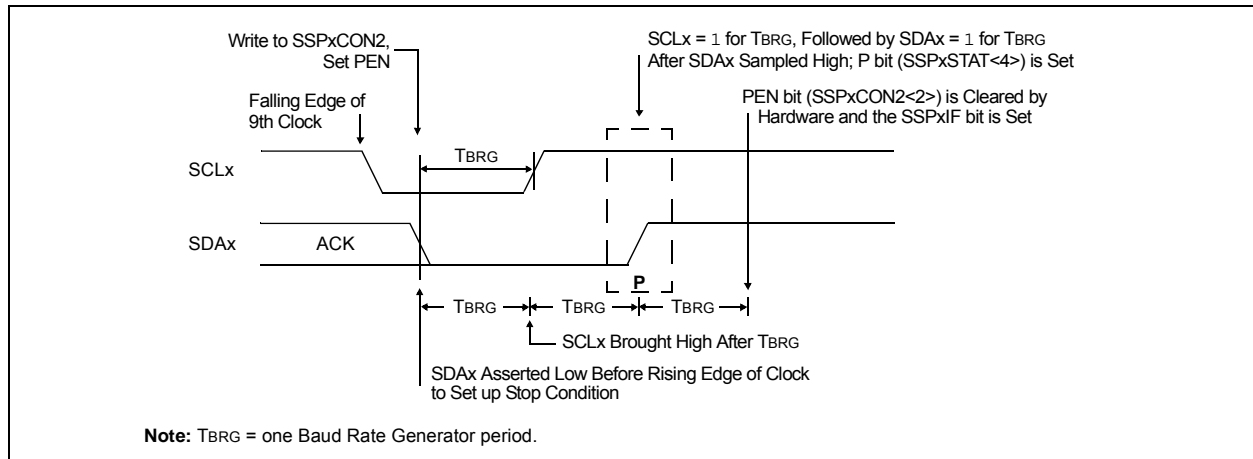 Write to SSPxCON2,
Set PEN
SCLx = 1 for TBRG, Followed by SDAx = 1 for TBRG
After SDAx Sampled High; P bit (SSPxSTAT<4>) is Set
Falling Edge of
9th Clock
PEN bit (SSPxCON2<2>) is Cleared by
Hardware and the SSPxIF bit is Set
TBRG
SCLx
SDAx
ACK
P
TBRG
TBRG
TBRG
SCLx Brought High After TBRG
SDAx Asserted Low Before Rising Edge of Clock
to Set up Stop Condition
Note: TBRG = one Baud Rate Generator period.